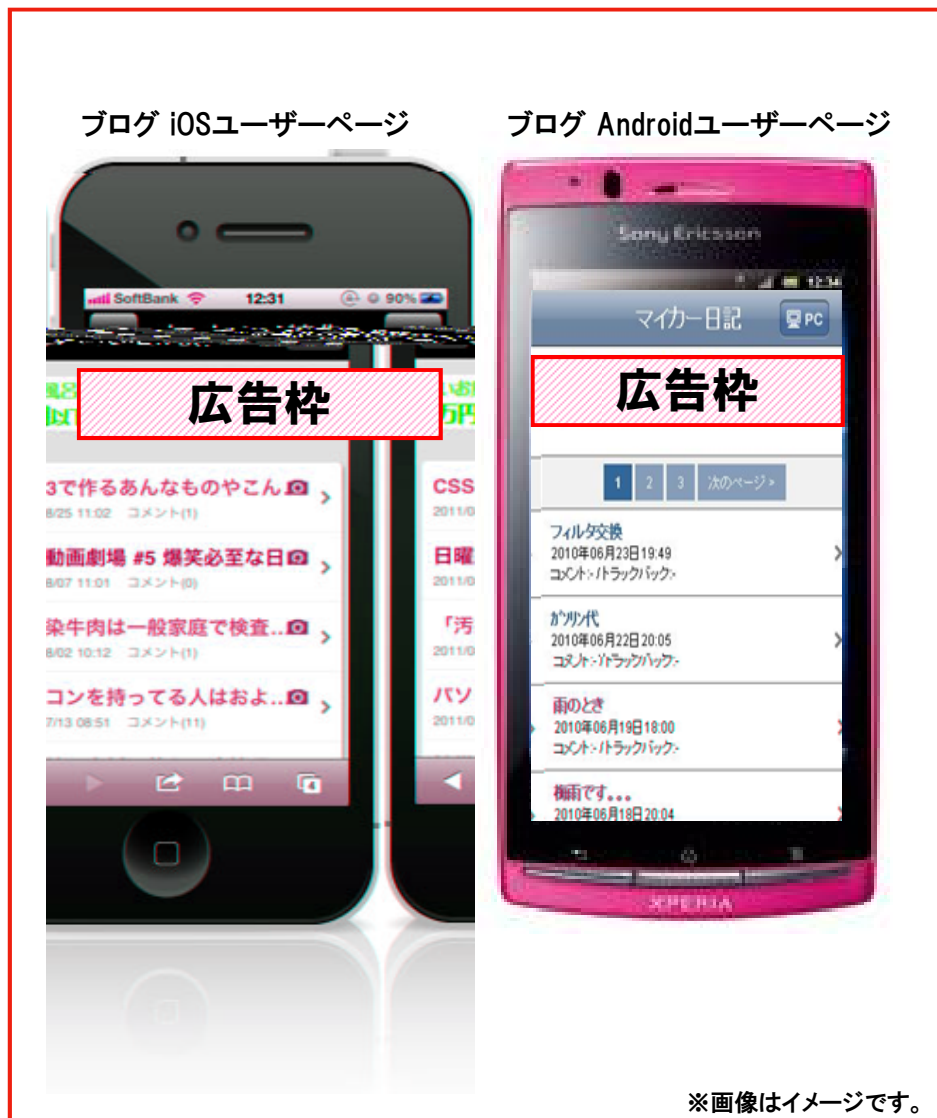 ブログ iOSユーザーページ
ブログ Androidユーザーページ
SoftBank
12:31
90%
広告枠
3で作るあんなものやこん
8/25 11:02 コメント(1)
動画劇場 #5 爆笑必至な日
8/07 11:01 コメント(0)
染牛肉は一般家庭で検査..
8/02 10:12 コメント(1)
コンを持ってる人はおよ..
7/13 08:51 コメント(11)
万円
CSS
2011/0
日曜
2011/0
「汚
2011/0
パソ
2011/0
Sony Ericsson
12:34
マイカー日記
PC
広告枠
1 2 3 次のページ »
フィルタ交換
2010年06月23日19:49
コメント:-/トラックバック:-
ガソリン代
2010年06月22日20:05
コメント:-/トラックバック:-
雨のとき
2010年06月19日18:00
コメント:-/トラックバック:-
梅雨です。。。
2010年06月18日20:04
XPERIA
※画像はイメージです。